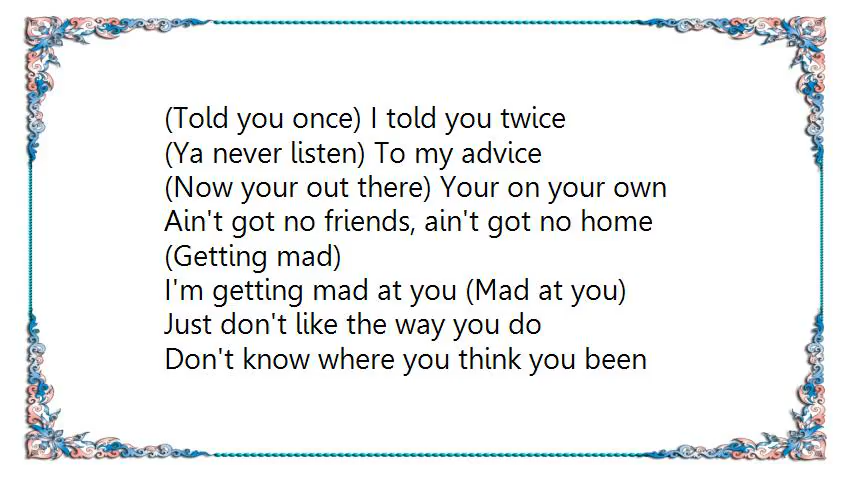 (Told you once) I told you twice
(Ya never listen) To my advice
(Now your out there) Your on your own
Ain't got no friends, ain't got no home
(Getting mad)
I'm getting mad at you (Mad at you)
Just don't like the way you do
Don't know where you think you been